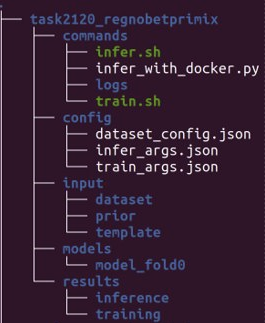 task2120_regnobetprimix
commands
infer.sh
infer_with_docker.py
logs
train.sh
config
dataset_config.json
infer_args.json
train_args.json
input
dataset
prior
template
models
model_fold0
results
inference
training